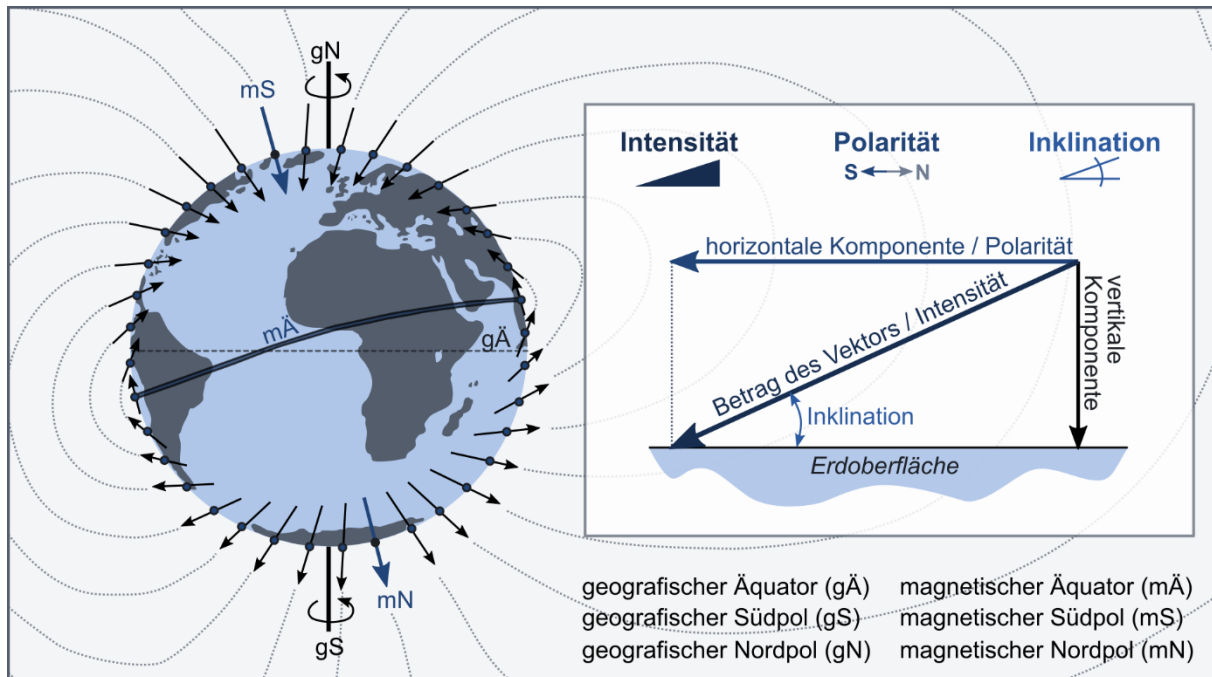 gN
mS
mÄ
gÄ
mN
gS
Intensität
Polarität
Inklination
S N
horizontale Komponente / Polarität
Betrag des Vektors / Intensität
vertikale
Komponente
Inklination
Erdoberfläche
geografischer Äquator (gÄ)
geografischer Südpol (gS)
geografischer Nordpol (gN)
magnetischer Äquator (mÄ)
magnetischer Südpol (mS)
magnetischer Nordpol (mN)